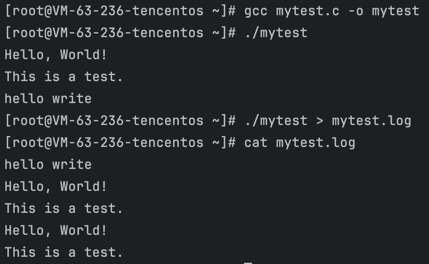 [root@VM-63-236-tencentos ~]# gcc mytest.c -o mytest
[root@VM-63-236-tencentos ~]# ./mytest
Hello, World!
This is a test.
hello write
[root@VM-63-236-tencentos ~]# ./mytest > mytest.log
[root@VM-63-236-tencentos ~]# cat mytest.log
hello write
Hello, World!
This is a test.
Hello, World!
This is a test.